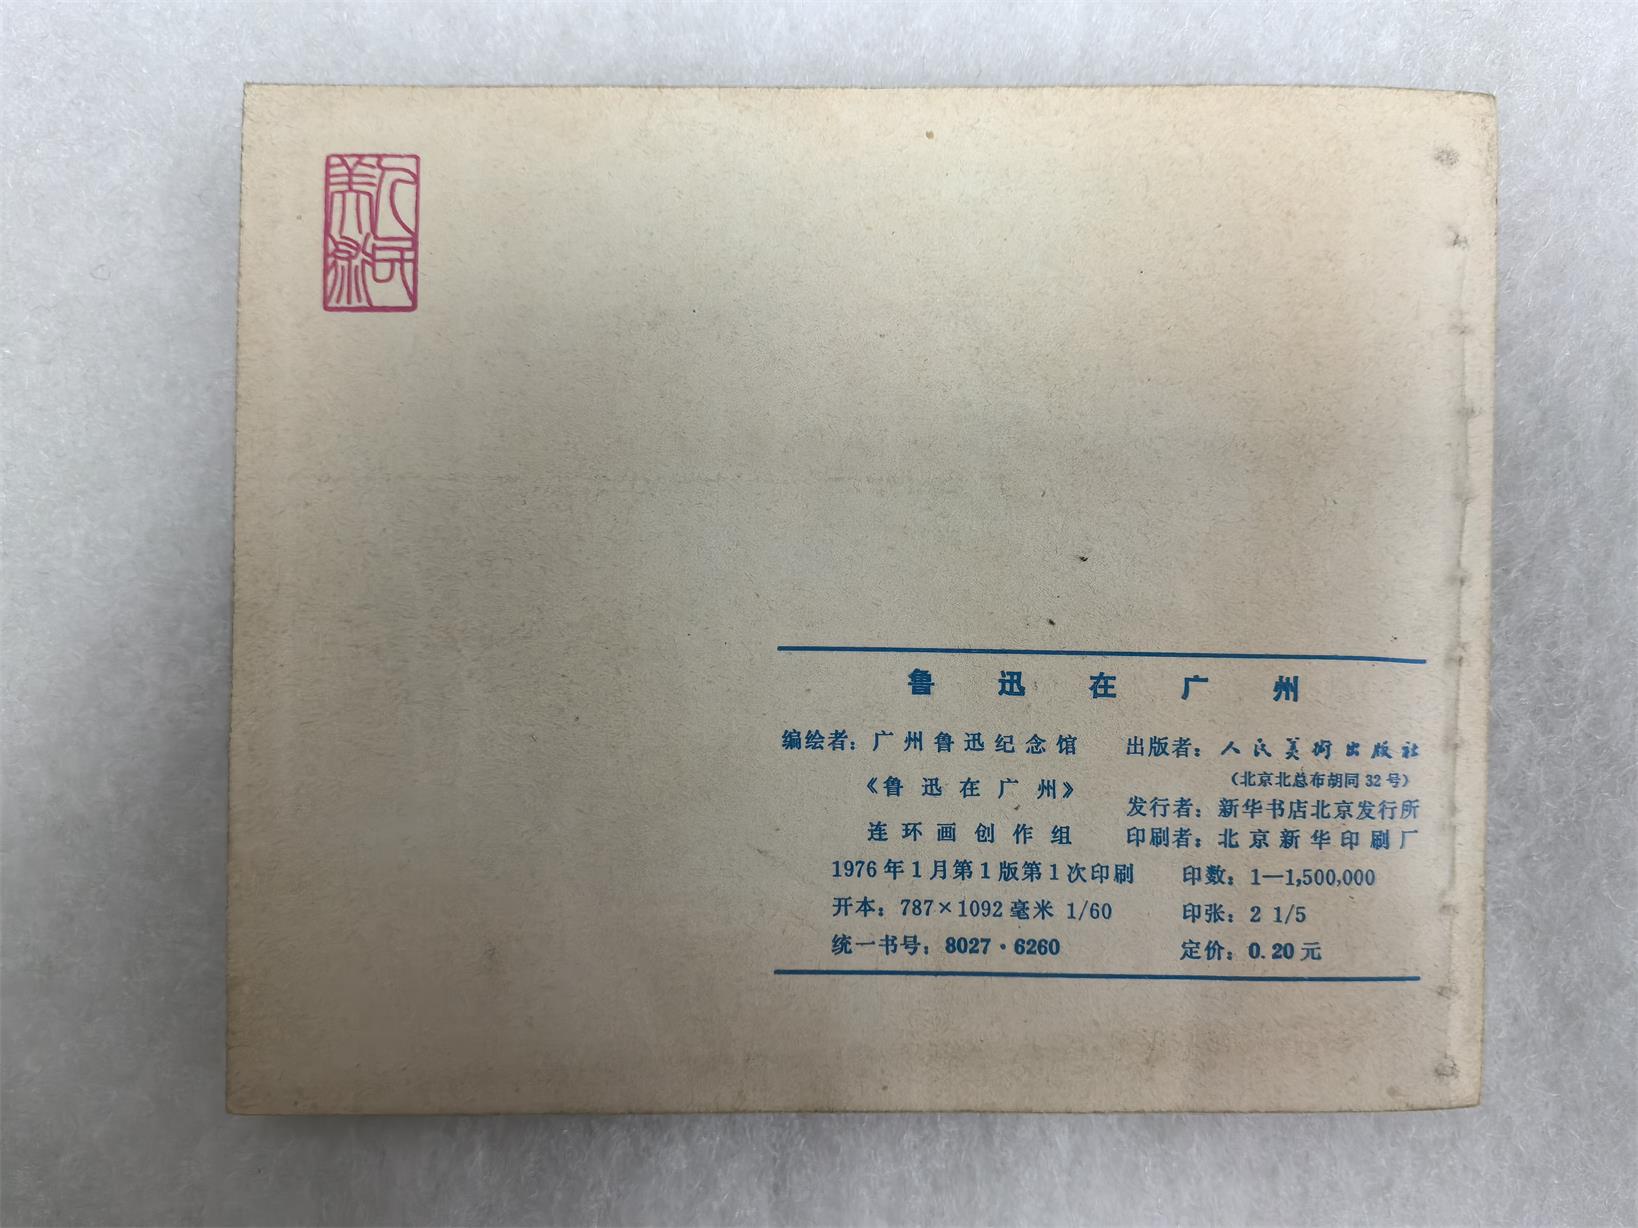 人民
美术
鲁迅在广州
编绘者：广州鲁迅纪念馆
《鲁迅在广州》
连环画创作组
出版者：人民美术出版社
（北京北总布胡同32号）
发行者：新华书店北京发行所
印刷者：北京新华印刷厂
1976年1月第1版第1次印刷 印数：1—1,500,000
开本：787×1092毫米 1/60 印张：2 1/5
统一书号：8027·6260 定价：0.20元